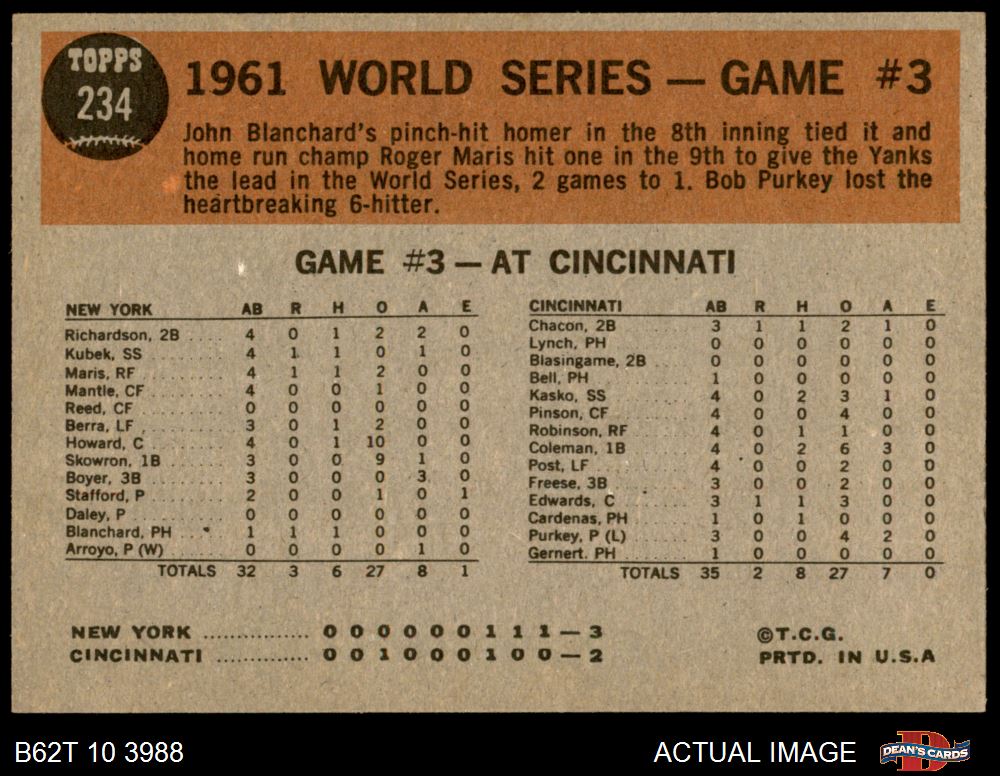 TOPPS
234
1961 WORLD SERIES — GAME #3
John Blanchard's pinch-hit homer in the 8th inning tied it and
home run champ Roger Maris hit one in the 9th to give the Yanks
the lead in the World Series, 2 games to 1. Bob Purkey lost the
heartbreaking 6-hitter.
GAME #3 — AT CINCINNATI
NEW YORK AB R H O A E
Richardson, 2B .... 4 0 1 2 2 0
Kubek, SS .......... 4 1 1 0 1 0
Maris, RF .......... 4 1 1 2 0 0
Mantle, CF ......... 4 0 0 1 0 0
Reed, CF ........... 0 0 0 0 0 0
Berra, LF .......... 3 0 1 2 0 0
Howard, C .......... 4 0 1 10 0 0
Skowron, 1B ........ 3 0 0 9 1 0
Boyer, 3B .......... 3 0 0 0 3 0
Stafford, P ........ 2 0 0 1 0 1
Daley, P ........... 0 0 0 0 0 0
Blanchard, PH ...... 1 1 1 0 0 0
Arroyo, P (W) ...... 0 0 0 0 1 0
TOTALS 32 3 6 27 8 1
CINCINNATI AB R H O A E
Chacon, 2B ......... 3 1 1 2 1 0
Lynch, PH .......... 0 0 0 0 0 0
Blasingame, 2B ..... 0 0 0 0 0 0
Bell, PH ........... 1 0 0 0 0 0
Kasko, SS .......... 4 0 2 3 1 0
Pinson, CF ......... 4 0 0 4 0 0
Robinson, RF ....... 4 0 1 1 0 0
Coleman, 1B ........ 4 0 2 6 3 0
Post, LF ........... 4 0 0 2 0 0
Freese, 3B ......... 3 0 0 2 0 0
Edwards, C ......... 3 1 1 3 0 0
Cardenas, PH ....... 1 0 1 0 0 0
Purkey, P (L) ...... 3 0 0 4 2 0
Gernert. PH ........ 1 0 0 0 0 0
TOTALS 35 2 8 27 7 0
NEW YORK ................ 0 0 0 0 0 0 1 1 1 — 3
CINCINNATI .............. 0 0 1 0 0 0 1 0 0 — 2
©T.C.G.
PRTD. IN U.S.A
B62T 10 3988
ACTUAL IMAGE
D
DEAN'S CARDS